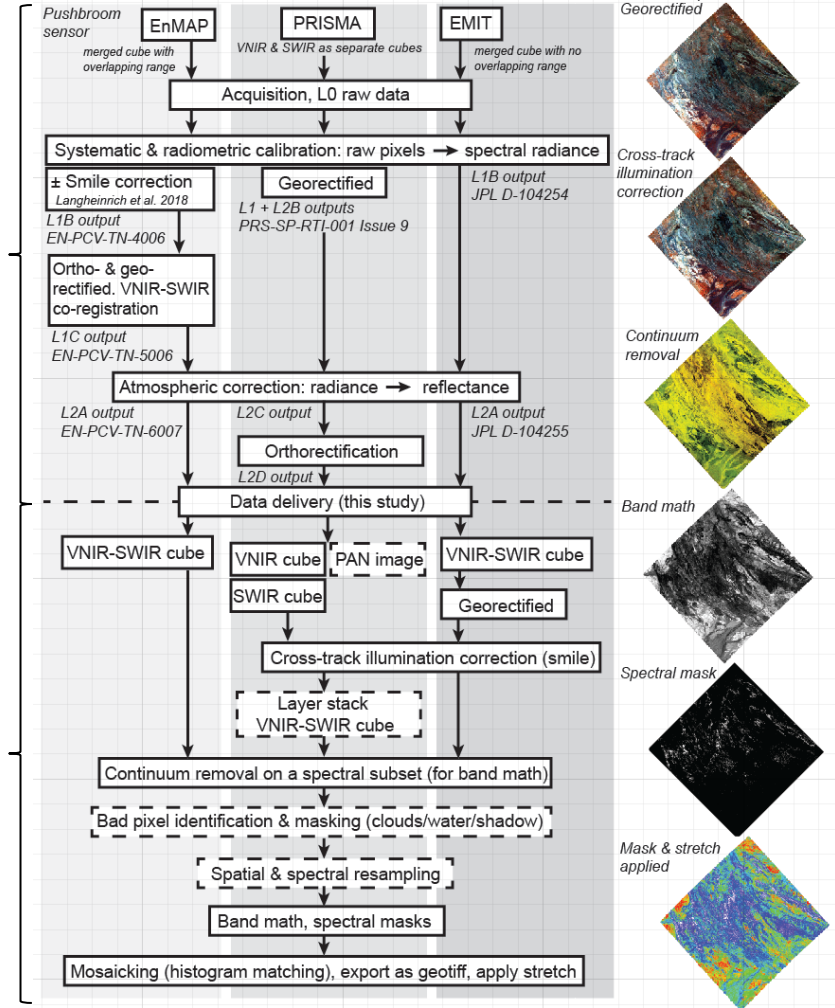 Pushbroom
sensor
EnMAP
PRISMA
EMIT
merged cube with
overlapping range
VNIR & SWIR as separate cubes
merged cube with no
overlapping range
Acquisition, L0 raw data
Systematic & radiometric calibration: raw pixels → spectral radiance
± Smile correction
Langheinrich et al. 2018
Georectified
L1B output
JPL D-104254
L1B output
EN-PCV-TN-4006
L1 + L2B outputs
PRS-SP-RTI-001 Issue 9
Ortho- & geo-
rectified. VNIR-SWIR
co-registration
L1C output
EN-PCV-TN-5006
Atmospheric correction: radiance → reflectance
L2A output
EN-PCV-TN-6007
L2C output
L2A output
JPL D-104255
Orthorectification
L2D output
Data delivery (this study)
VNIR-SWIR cube
VNIR cube
PAN image
VNIR-SWIR cube
SWIR cube
Georectified
Cross-track illumination correction (smile)
Layer stack
VNIR-SWIR cube
Continuum removal on a spectral subset (for band math)
Bad pixel identification & masking (clouds/water/shadow)
Spatial & spectral resampling
Band math, spectral masks
Mosaicking (histogram matching), export as geotiff, apply stretch
Georectified
Cross-track
illumination
correction
Continuum
removal
Band math
Spectral mask
Mask & stretch
applied